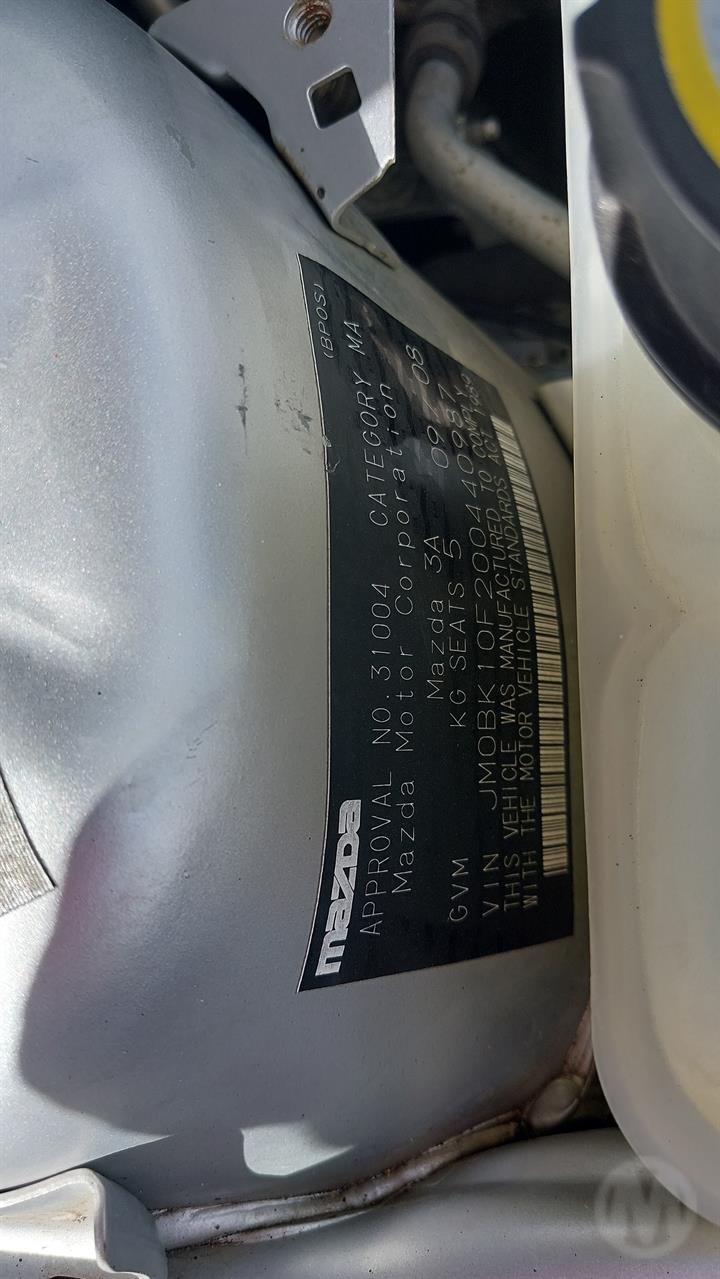 (BP0S)
mazda
APPROVAL NO.31004 CATEGORY MA
Mazda Motor Corporation
Mazda 3A 09/08
GVM KG SEATS 5
VIN JM0BK10F200440987
THIS VEHICLE WAS MANUFACTURED TO COMPLY
WITH THE MOTOR VEHICLE STANDARDS ACT 1989
M